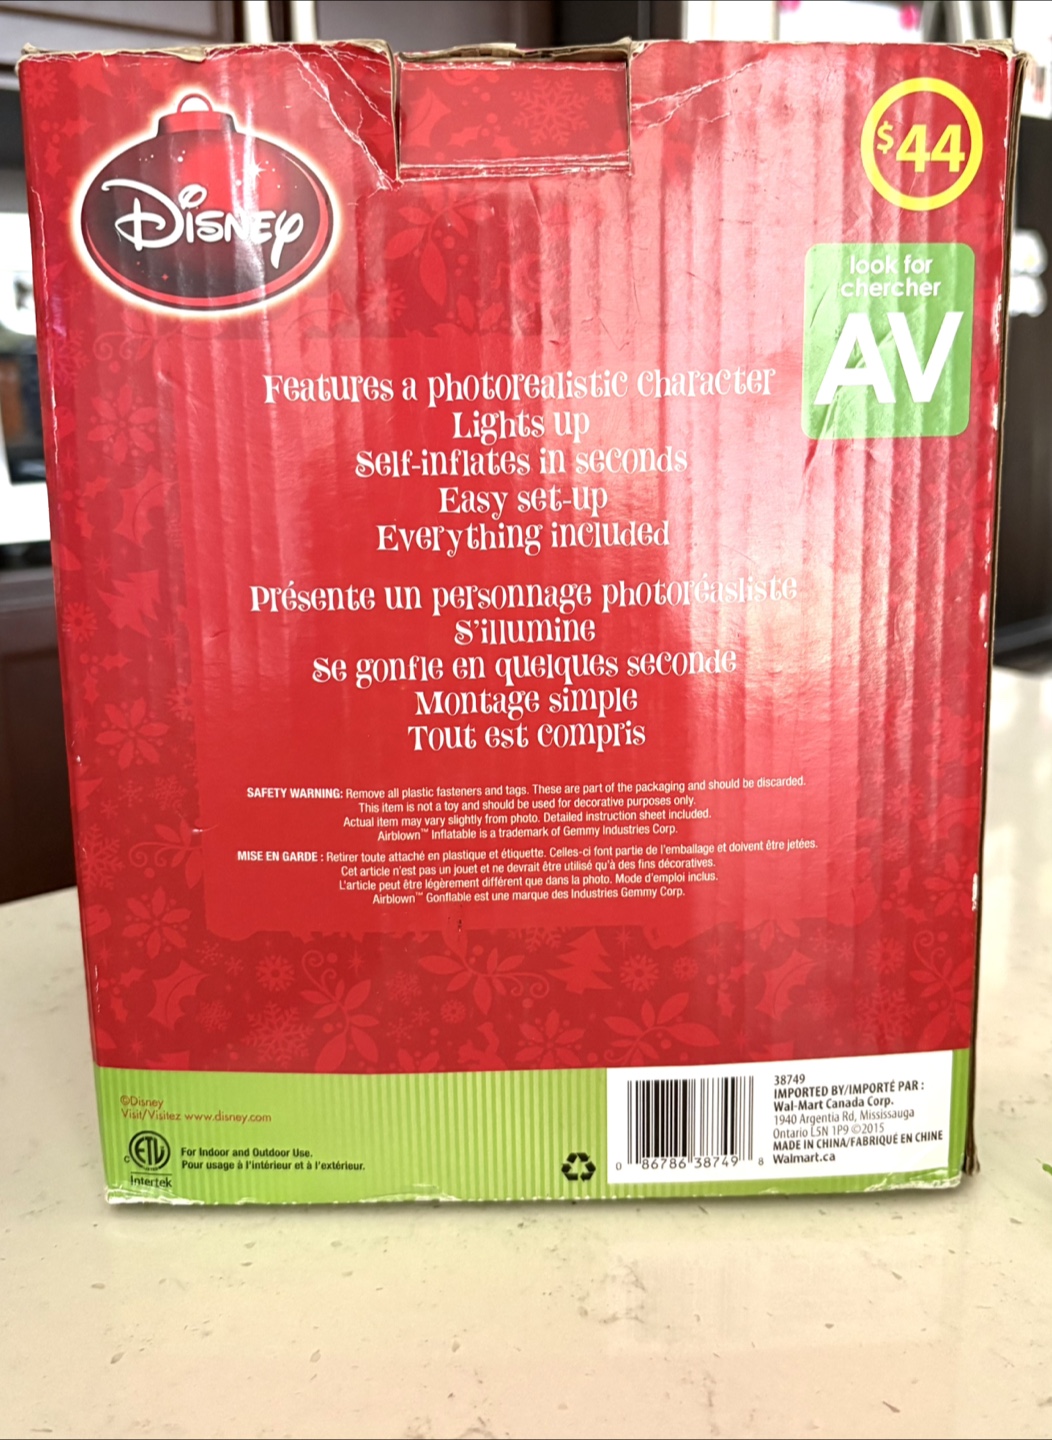 Disney
$44
look for
chercher
AV
Features a photorealistic character
Lights up
Self-inflates in seconds
Easy set-up
Everything included
Présente un personnage photoréasliste
S'illumine
Se gonfle en quelques seconde
Montage simple
Tout est compris
SAFETY WARNING: Remove all plastic fasteners and tags. These are part of the packaging and should be discarded.
This item is not a toy and should be used for decorative purposes only.
Actual item may vary slightly from photo. Detailed instruction sheet included.
Airblown™ Inflatable is a trademark of Gemmy Industries Corp.
MISE EN GARDE : Retirer toute attaché en plastique et étiquette. Celles-ci font partie de l'emballage et doivent être jetées.
Cet article n'est pas un jouet et ne devrait être utilisé qu'à des fins décoratives.
L'article peut être légèrement différent que dans la photo. Mode d'emploi inclus.
Airblown™ Gonflable est une marque des Industries Gemmy Corp.
©Disney
Visit/Visitez www.disney.com
C ETL
Intertek
For Indoor and Outdoor Use.
Pour usage à l'intérieur et à l'extérieur.
0 86786 38749 8
38749
IMPORTED BY/IMPORTÉ PAR :
Wal-Mart Canada Corp.
1940 Argentia Rd, Mississauga
Ontario L5N 1P9 ©2015
MADE IN CHINA/FABRIQUÉ EN CHINE
Walmart.ca